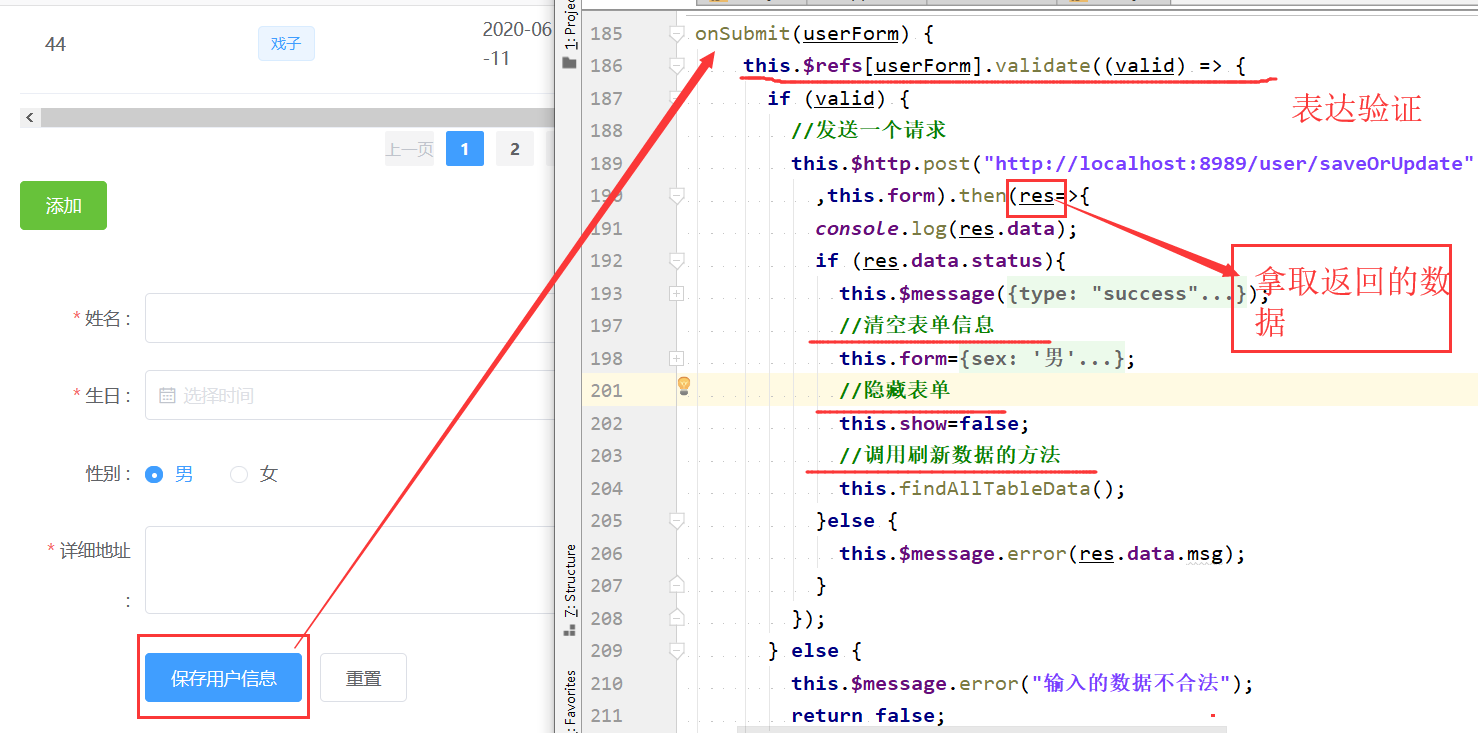 44
戏子
2020-06
-11
<
上一页
1
2
添加
* 姓名 :
* 生日 :
选择时间
性别 :
男
女
* 详细地址
:
保存用户信息
重置
1: Project
Z: Structure
: Favorites
185 onSubmit(userForm) {
186 this.$refs[userForm].validate((valid) => {
187 if (valid) {
188 //发送一个请求
189 this.$http.post("http://localhost:8989/user/saveOrUpdate"
190 ,this.form).then(res=>{
191 console.log(res.data);
192 if (res.data.status){
193 this.$message({type: "success"...});
197 //清空表单信息
198 this.form={sex: '男'...};
201 //隐藏表单
202 this.show=false;
203 //调用刷新数据的方法
204 this.findAllTableData();
205 }else {
206 this.$message.error(res.data.msg);
207 }
208 });
209 } else {
210 this.$message.error("输入的数据不合法");
211 return false;
表达验证
拿取返回的数
据